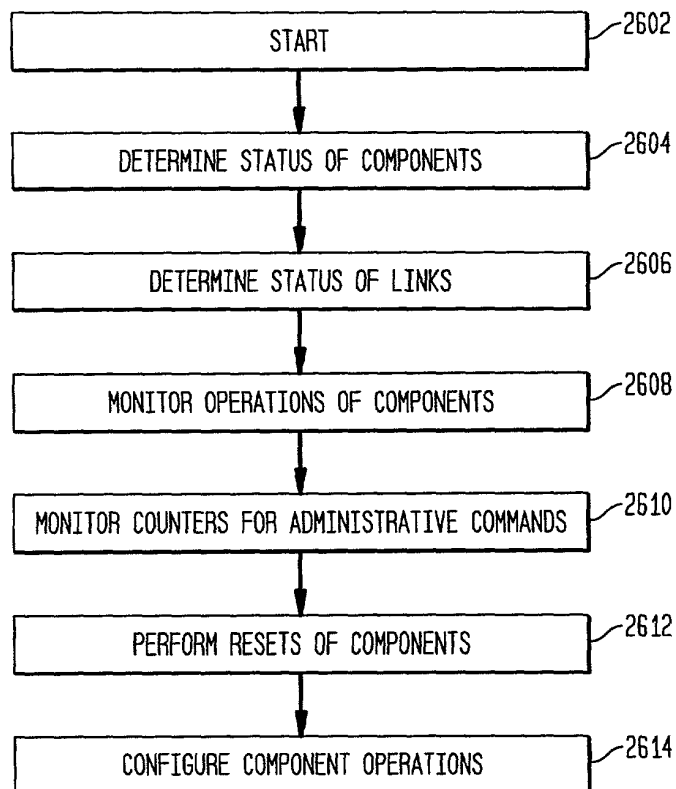 START 2602
DETERMINE STATUS OF COMPONENTS 2604
DETERMINE STATUS OF LINKS 2606
MONITOR OPERATIONS OF COMPONENTS 2608
MONITOR COUNTERS FOR ADMINISTRATIVE COMMANDS 2610
PERFORM RESETS OF COMPONENTS 2612
CONFIGURE COMPONENT OPERATIONS 2614